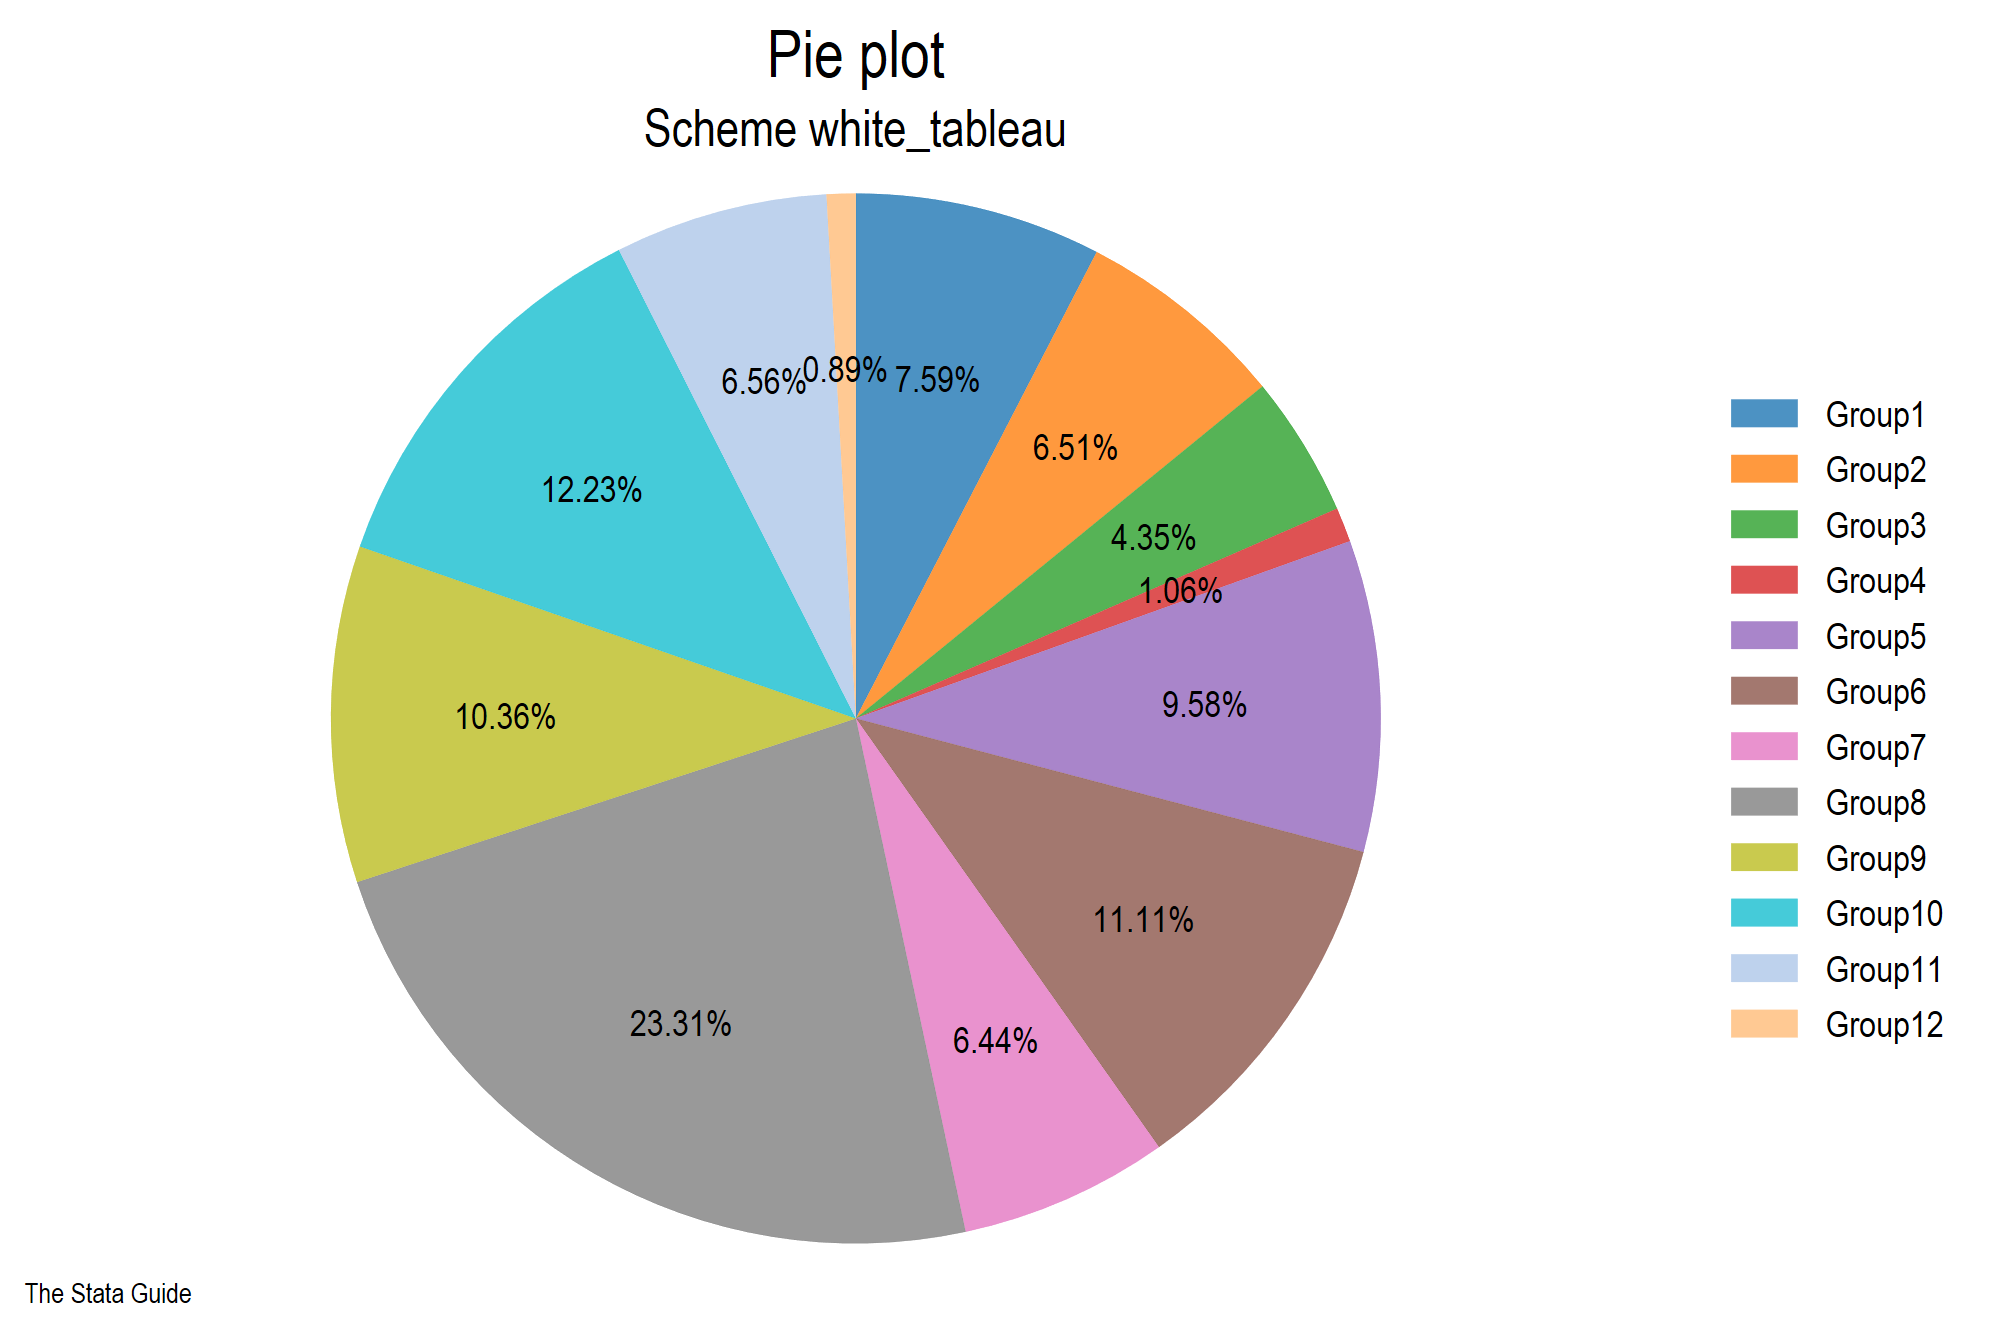 Pie plot
Scheme white_tableau
0.89%
6.56%
7.59%
6.51%
12.23%
4.35%
1.06%
9.58%
10.36%
11.11%
23.31%
6.44%
Group1
Group2
Group3
Group4
Group5
Group6
Group7
Group8
Group9
Group10
Group11
Group12
The Stata Guide